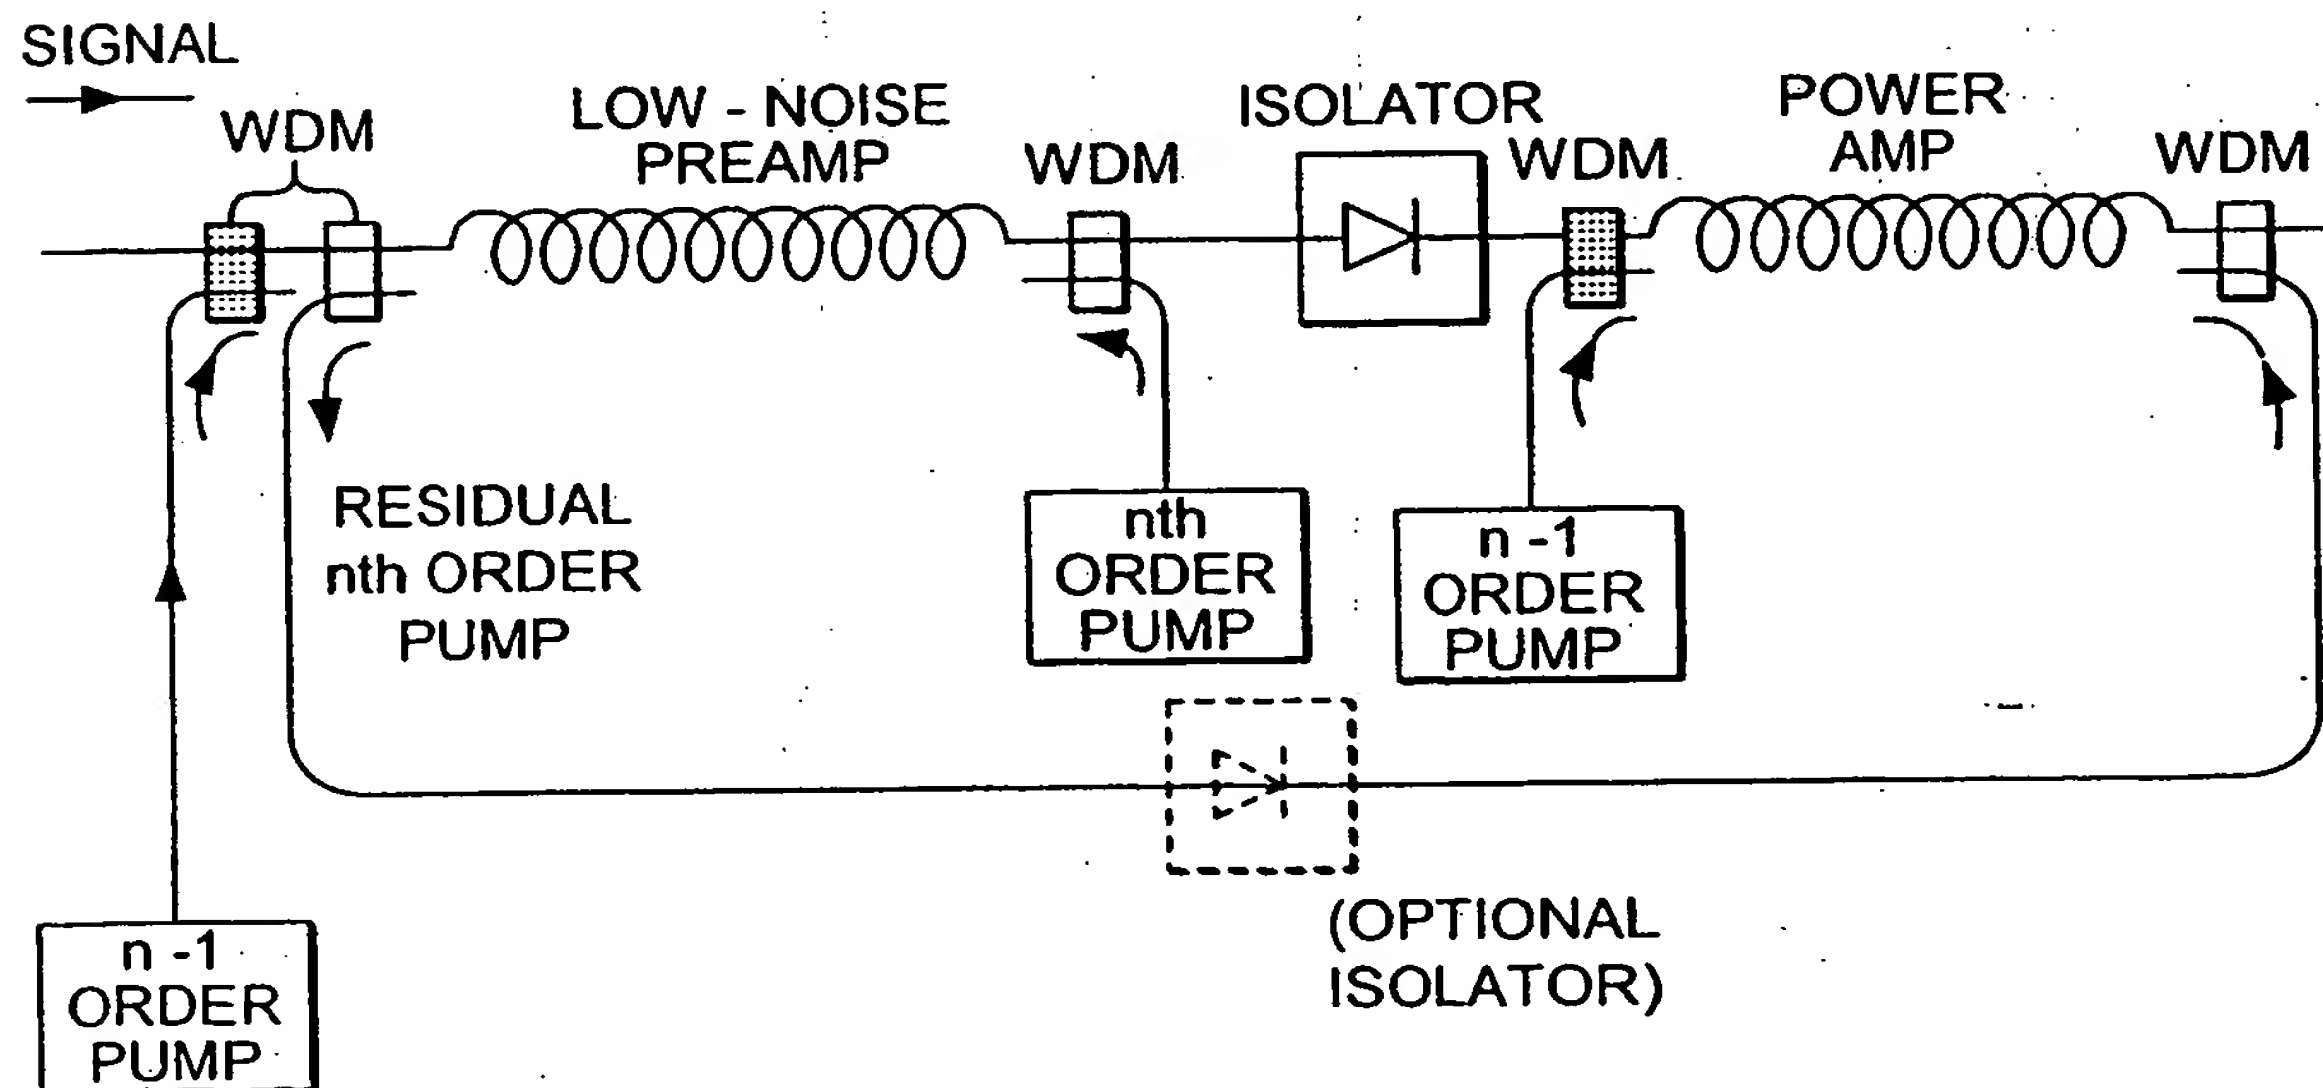 SIGNAL
WDM
LOW - NOISE
PREAMP
WDM
ISOLATOR
WDM
POWER
AMP
WDM
RESIDUAL
nth ORDER
PUMP
nth
ORDER
PUMP
n -1
ORDER
PUMP
(OPTIONAL
ISOLATOR)
n -1
ORDER
PUMP